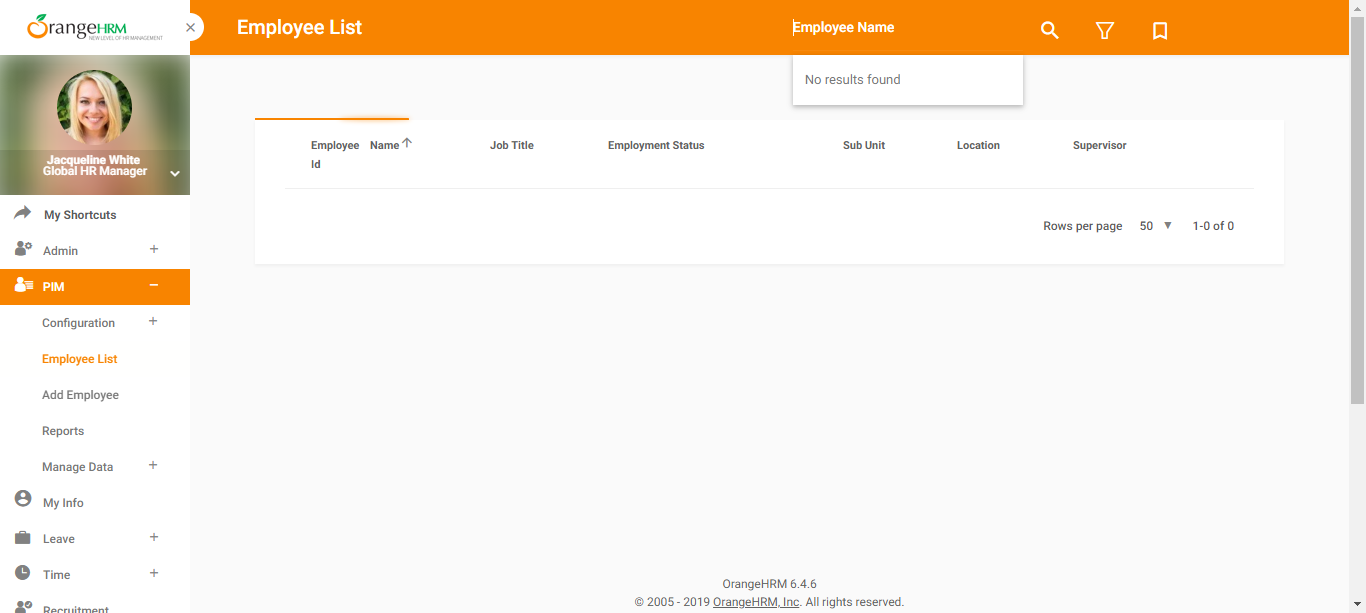 OrangeHRM
NEW LEVEL OF HR MANAGEMENT
Employee List
Employee Name
No results found
Jacqueline White
Global HR Manager
My Shortcuts
Admin
PIM
Configuration
Employee List
Add Employee
Reports
Manage Data
My Info
Leave
Time
Recruitment
Employee Id
Name
Job Title
Employment Status
Sub Unit
Location
Supervisor
Rows per page 50 1-0 of 0
OrangeHRM 6.4.6
© 2005 - 2019 OrangeHRM, Inc. All rights reserved.